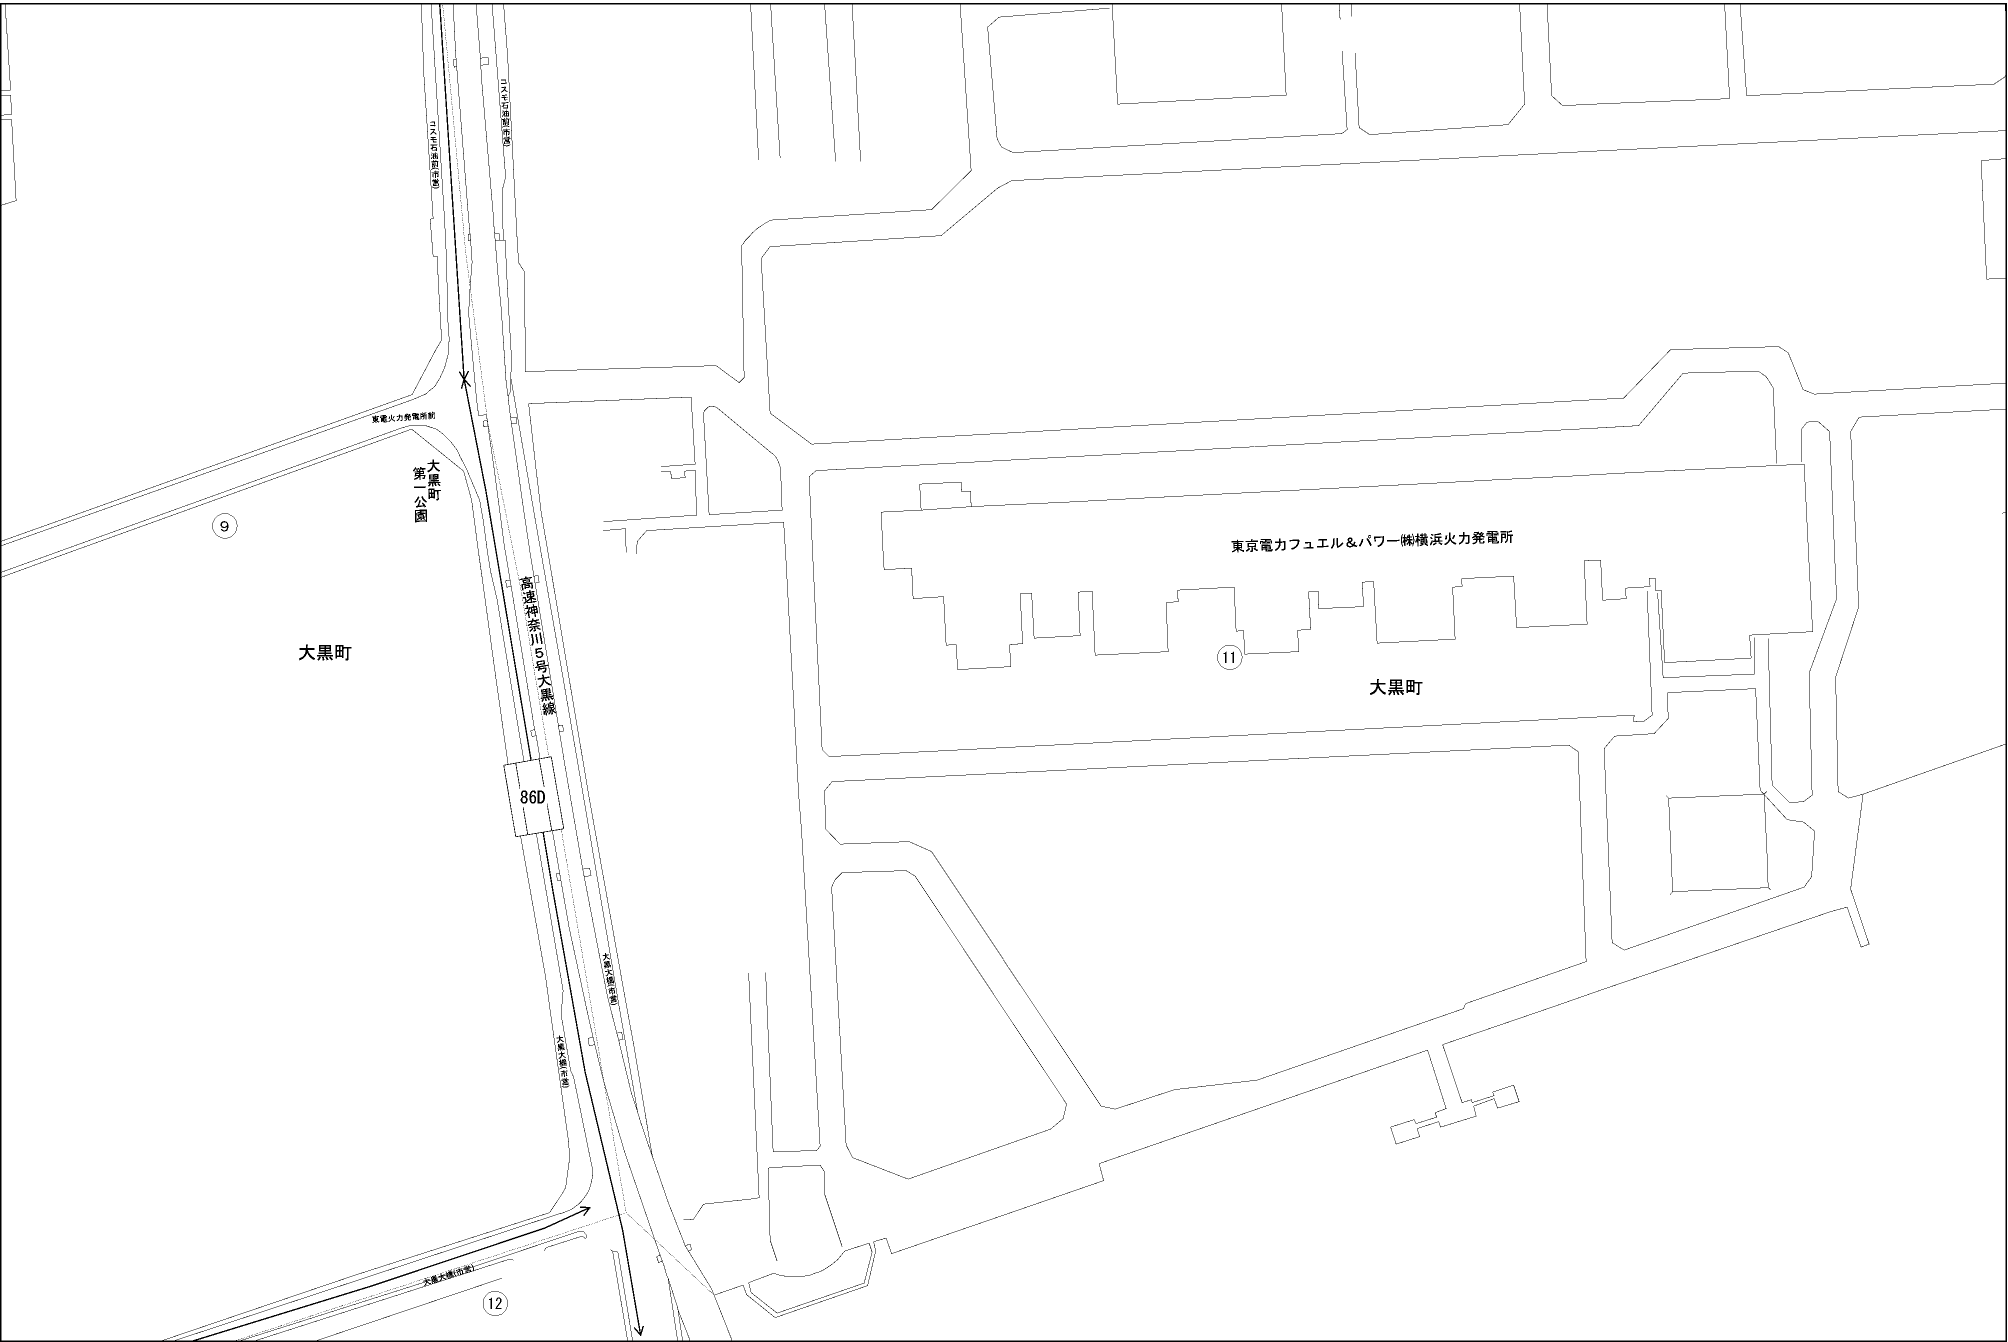 コスモ石油前(市営)
コスモ石油前(市営)
東電火力発電所前
大黒町
第一公園
9
東京電力フュエル＆パワー㈱横浜火力発電所
高速神奈川5号大黒線
大黒町
11
大黒町
86D
大黒大橋(市営)
大黒大橋(市営)
大黒大橋(市営)
12